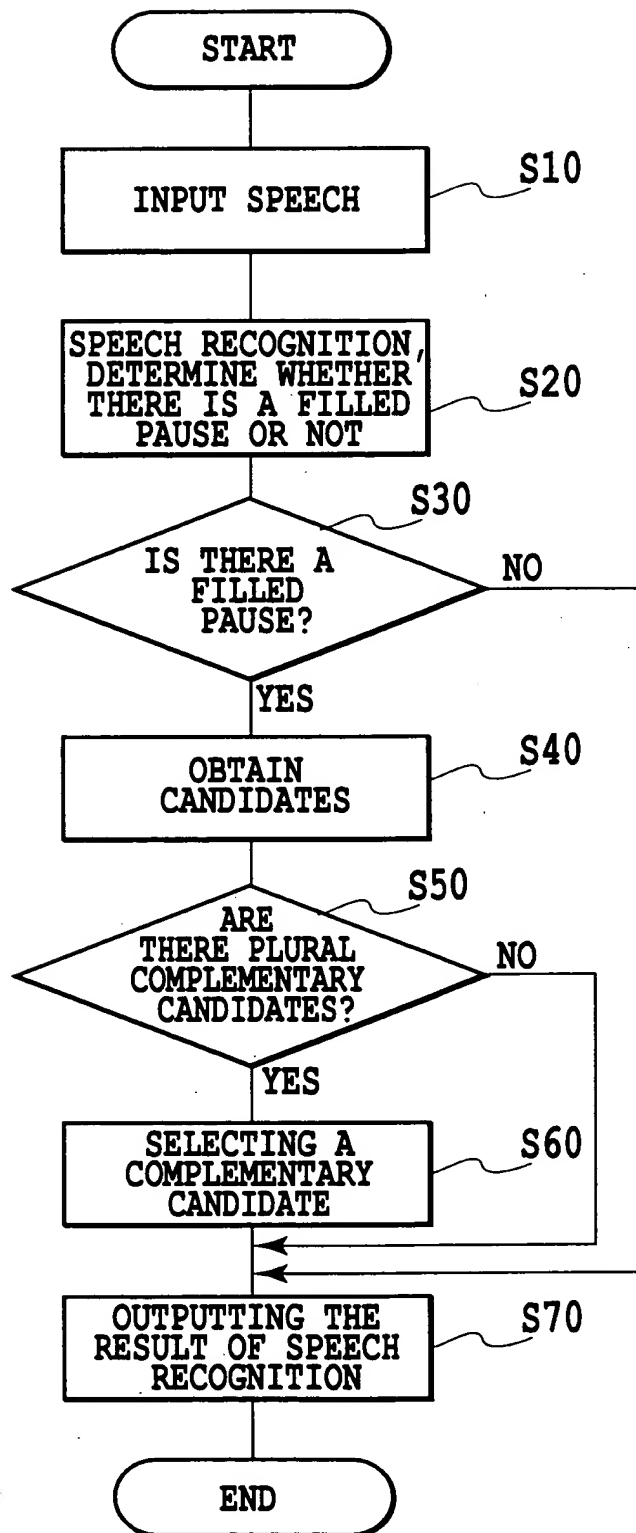 START
S10
INPUT SPEECH
SPEECH RECOGNITION,
DETERMINE WHETHER
THERE IS A FILLED
PAUSE OR NOT
S20
S30
IS THERE A
FILLED
PAUSE?
NO
YES
S40
OBTAIN
CANDIDATES
S50
ARE
THERE PLURAL
COMPLEMENTARY
CANDIDATES?
NO
YES
SELECTING A
COMPLEMENTARY
CANDIDATE
S60
OUTPUTTING THE
RESULT OF SPEECH
RECOGNITION
S70
END